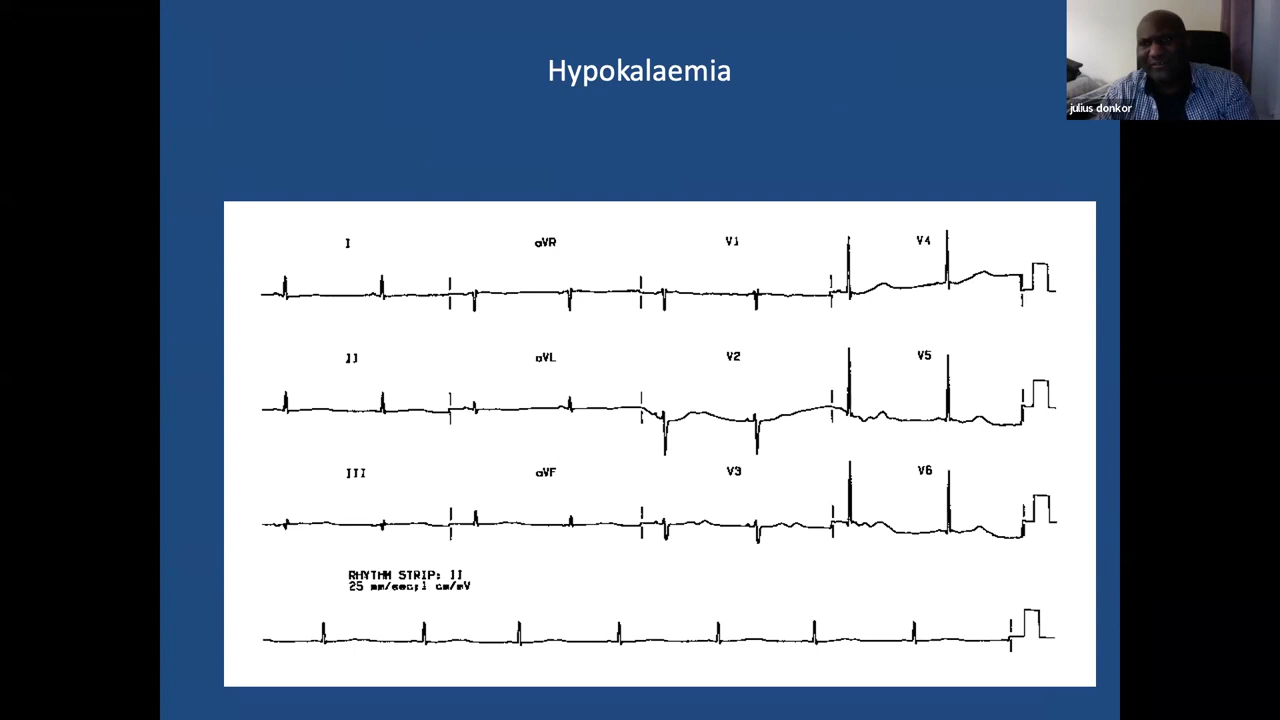 Hypokalaemia
julius donkor
I aVR V1 V4
II aVL V2 V5
III aVF V3 V6
RHYTHM STRIP: II
25 mm/sec; 1 cm/mV